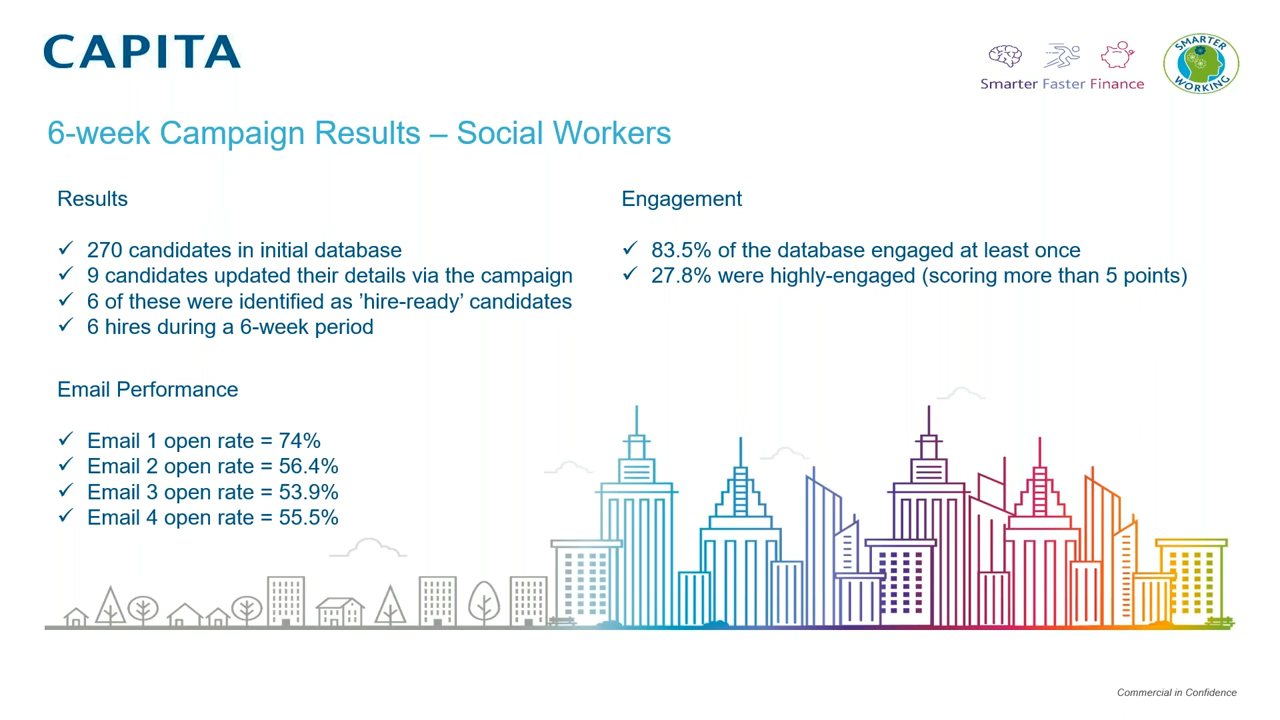 CAPITA
Smarter Faster Finance
SMARTER
WORKING
6-week Campaign Results – Social Workers
Results
✓ 270 candidates in initial database
✓ 9 candidates updated their details via the campaign
✓ 6 of these were identified as ’hire-ready’ candidates
✓ 6 hires during a 6-week period
Email Performance
✓ Email 1 open rate = 74%
✓ Email 2 open rate = 56.4%
✓ Email 3 open rate = 53.9%
✓ Email 4 open rate = 55.5%
Engagement
✓ 83.5% of the database engaged at least once
✓ 27.8% were highly-engaged (scoring more than 5 points)
Commercial in Confidence